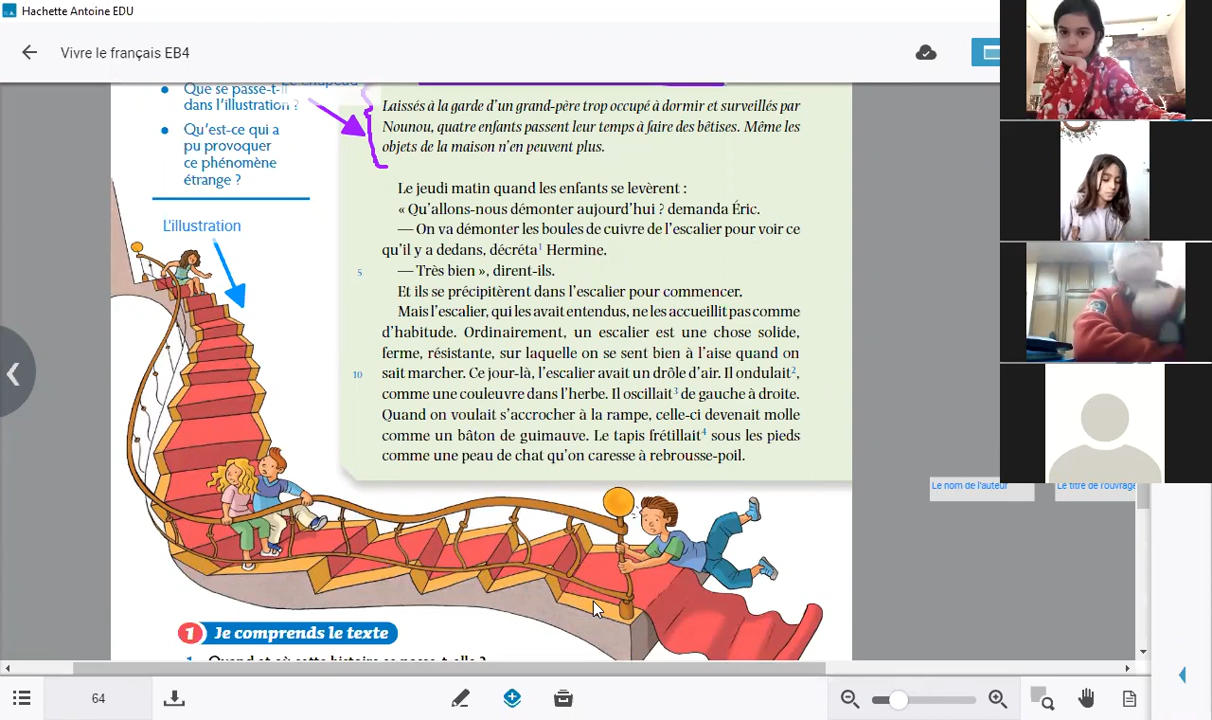 Hachette Antoine EDU
Vivre le français EB4
Que se passe-t-il
dans l'illustration ?
Qu'est-ce qui a
pu provoquer
ce phénomène
étrange ?
L'illustration
Laissés à la garde d'un grand-père trop occupé à dormir et surveillés par
Nounou, quatre enfants passent leur temps à faire des bêtises. Même les
objets de la maison n'en peuvent plus.
Le jeudi matin quand les enfants se levèrent :
« Qu'allons-nous démonter aujourd'hui ? demanda Éric.
— On va démonter les boules de cuivre de l'escalier pour voir ce
qu'il y a dedans, décréta1 Hermine.
5 — Très bien », dirent-ils.
Et ils se précipitèrent dans l'escalier pour commencer.
Mais l'escalier, qui les avait entendus, ne les accueillit pas comme
d'habitude. Ordinairement, un escalier est une chose solide,
ferme, résistante, sur laquelle on se sent bien à l'aise quand on
10 sait marcher. Ce jour-là, l'escalier avait un drôle d'air. Il ondulait2,
comme une couleuvre dans l'herbe. Il oscillait3 de gauche à droite.
Quand on voulait s'accrocher à la rampe, celle-ci devenait molle
comme un bâton de guimauve. Le tapis frétillait4 sous les pieds
comme une peau de chat qu'on caresse à rebrousse-poil.
Le nom de l'auteur
Le titre de l'ouvrage
1 Je comprends le texte
1. Quand et où cette histoire se passe-t-elle ?
64